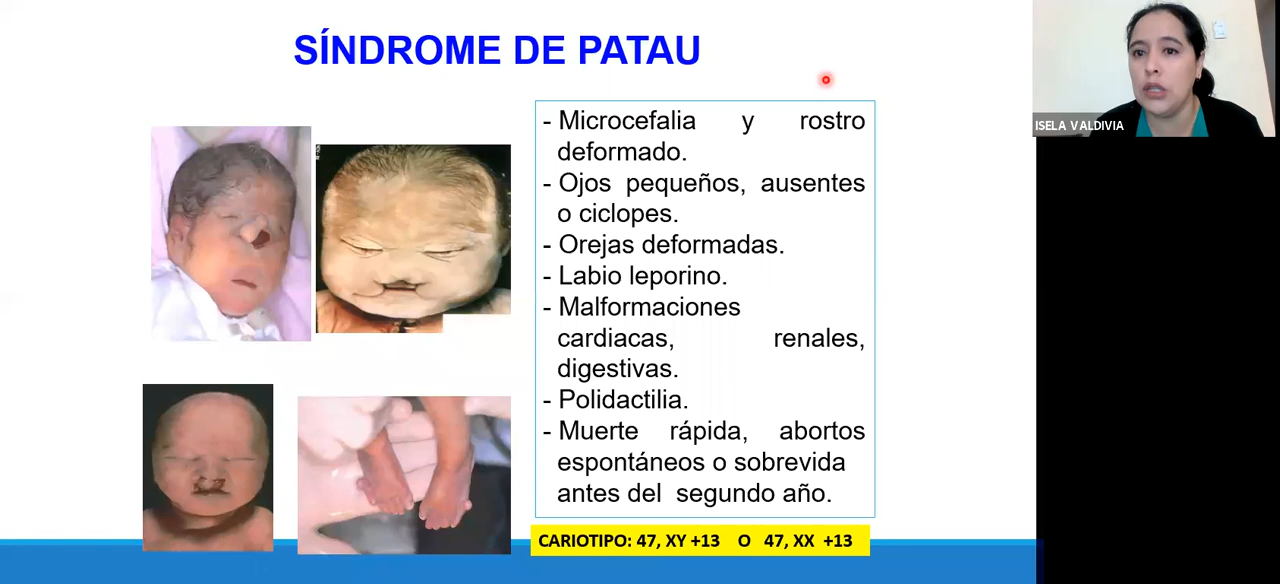 SÍNDROME DE PATAU
ISELA VALDIVIA
- Microcefalia y rostro
deformado.
- Ojos pequeños, ausentes
o ciclopes.
- Orejas deformadas.
- Labio leporino.
- Malformaciones
cardiacas, renales,
digestivas.
- Polidactilia.
- Muerte rápida, abortos
espontáneos o sobrevida
antes del segundo año.
CARIOTIPO: 47, XY +13 O 47, XX +13